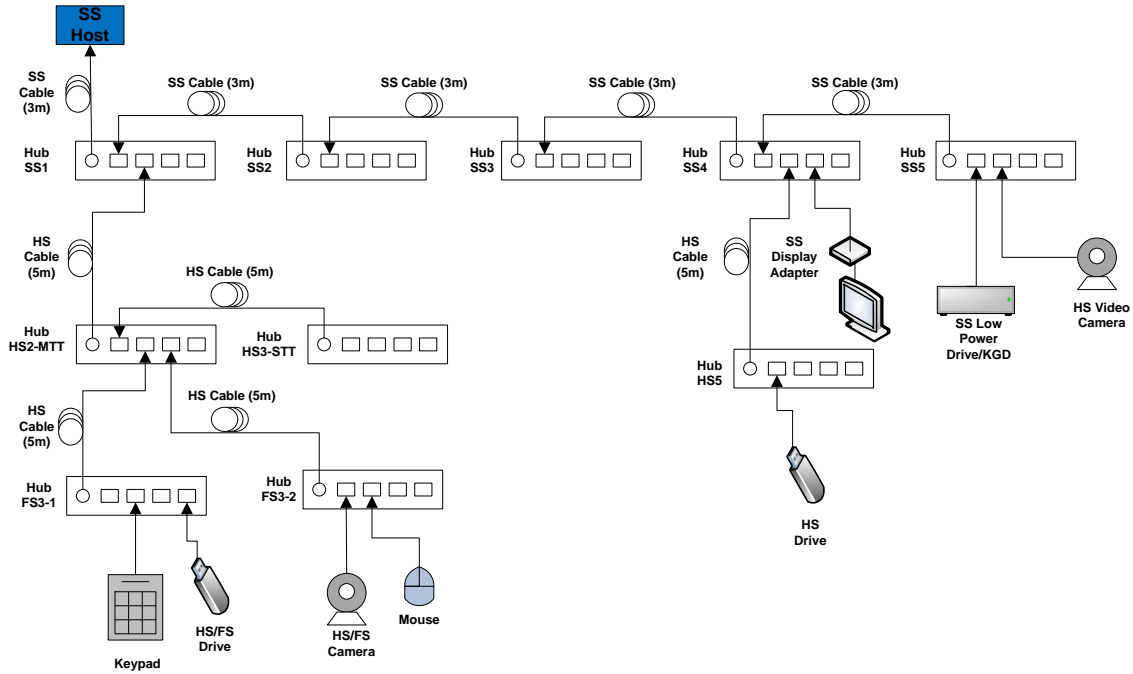 SS
Host
SS
Cable
(3m)
SS Cable (3m)
SS Cable (3m)
SS Cable (3m)
SS Cable (3m)
Hub
SS1
Hub
SS2
Hub
SS3
Hub
SS4
Hub
SS5
HS
Cable
(5m)
HS Cable (5m)
HS
Cable
(5m)
SS
Display
Adapter
SS Low
Power
Drive/KGD
HS Video
Camera
Hub
HS2-MTT
Hub
HS3-STT
Hub
HS5
HS
Cable
(5m)
HS Cable (5m)
Hub
FS3-1
Hub
FS3-2
HS
Drive
Keypad
HS/FS
Drive
HS/FS
Camera
Mouse